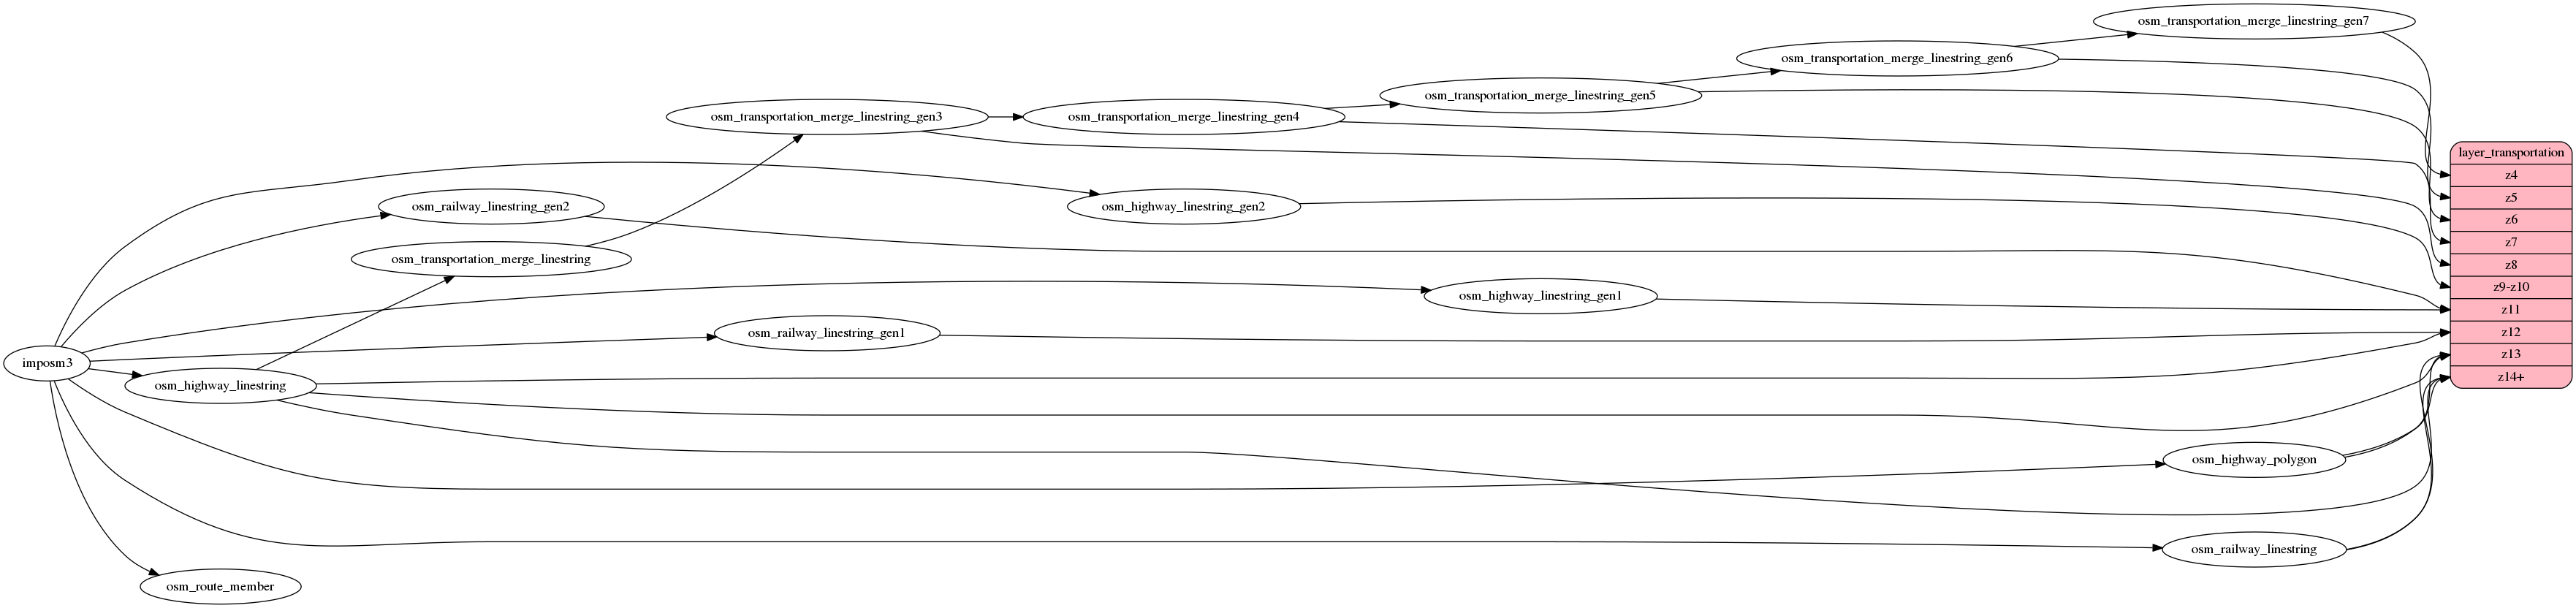 osm_transportation_merge_linestring_gen7
osm_transportation_merge_linestring_gen6
osm_transportation_merge_linestring_gen5
osm_transportation_merge_linestring_gen3
osm_transportation_merge_linestring_gen4
layer_transportation
z4
z5
z6
z7
z8
z9-z10
z11
z12
z13
z14+
osm_railway_linestring_gen2
osm_highway_linestring_gen2
osm_transportation_merge_linestring
osm_highway_linestring_gen1
osm_railway_linestring_gen1
imposm3
osm_highway_linestring
osm_highway_polygon
osm_railway_linestring
osm_route_member